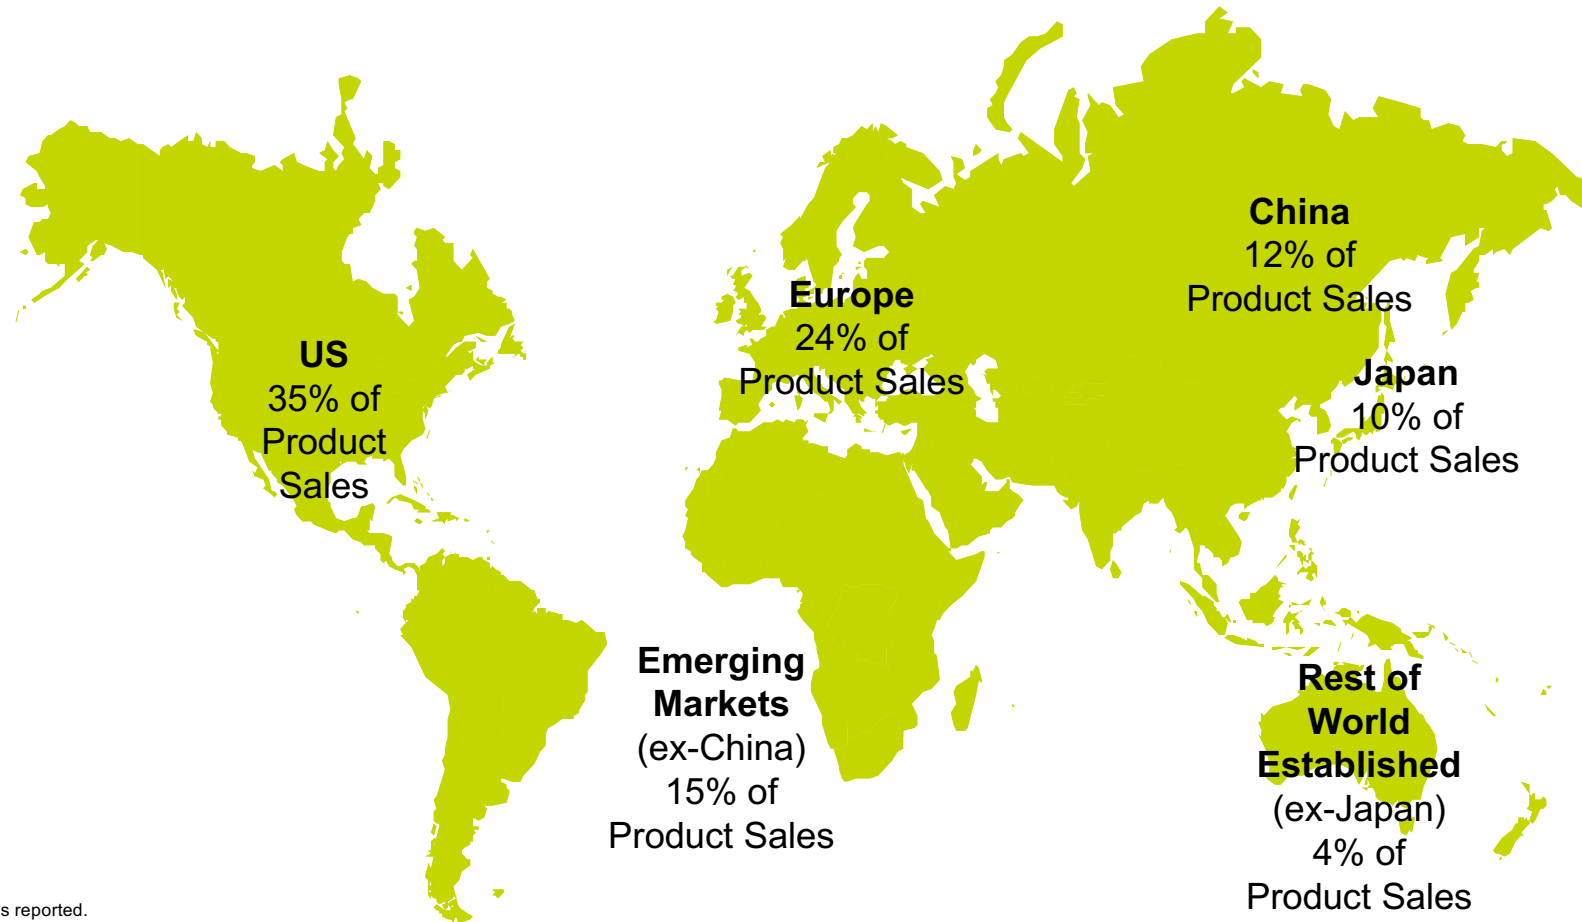 China
12% of
Product Sales
Europe
24% of
Product Sales
US
35% of
Product
Sales
Japan
10% of
Product Sales
Emerging
Markets
(ex-China)
15% of
Product Sales
Rest of
World
Established
(ex-Japan)
4% of
Product Sales
s reported.